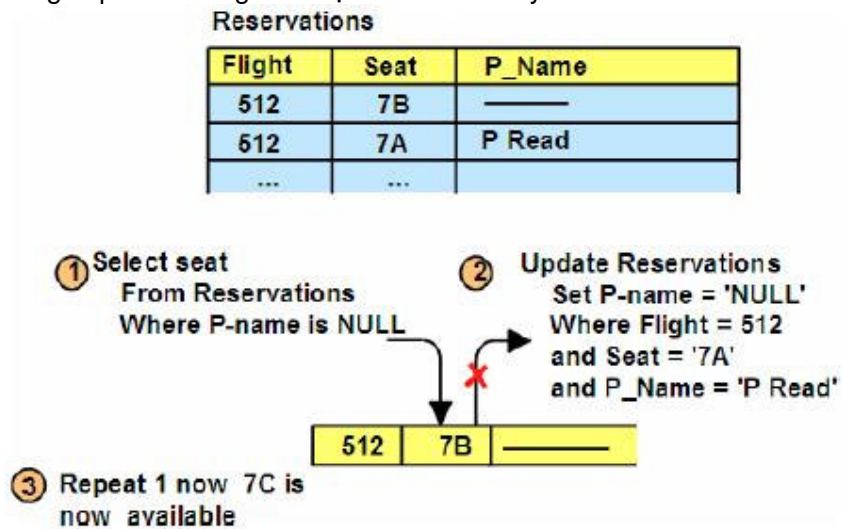 Reservations
Flight Seat P_Name
512 7B
512 7A P Read
... ...
1 Select seat
From Reservations
Where P-name is NULL
2 Update Reservations
Set P-name = 'NULL'
Where Flight = 512
and Seat = '7A'
and P_Name = 'P Read'
512 7B
3 Repeat 1 now 7C is
now available